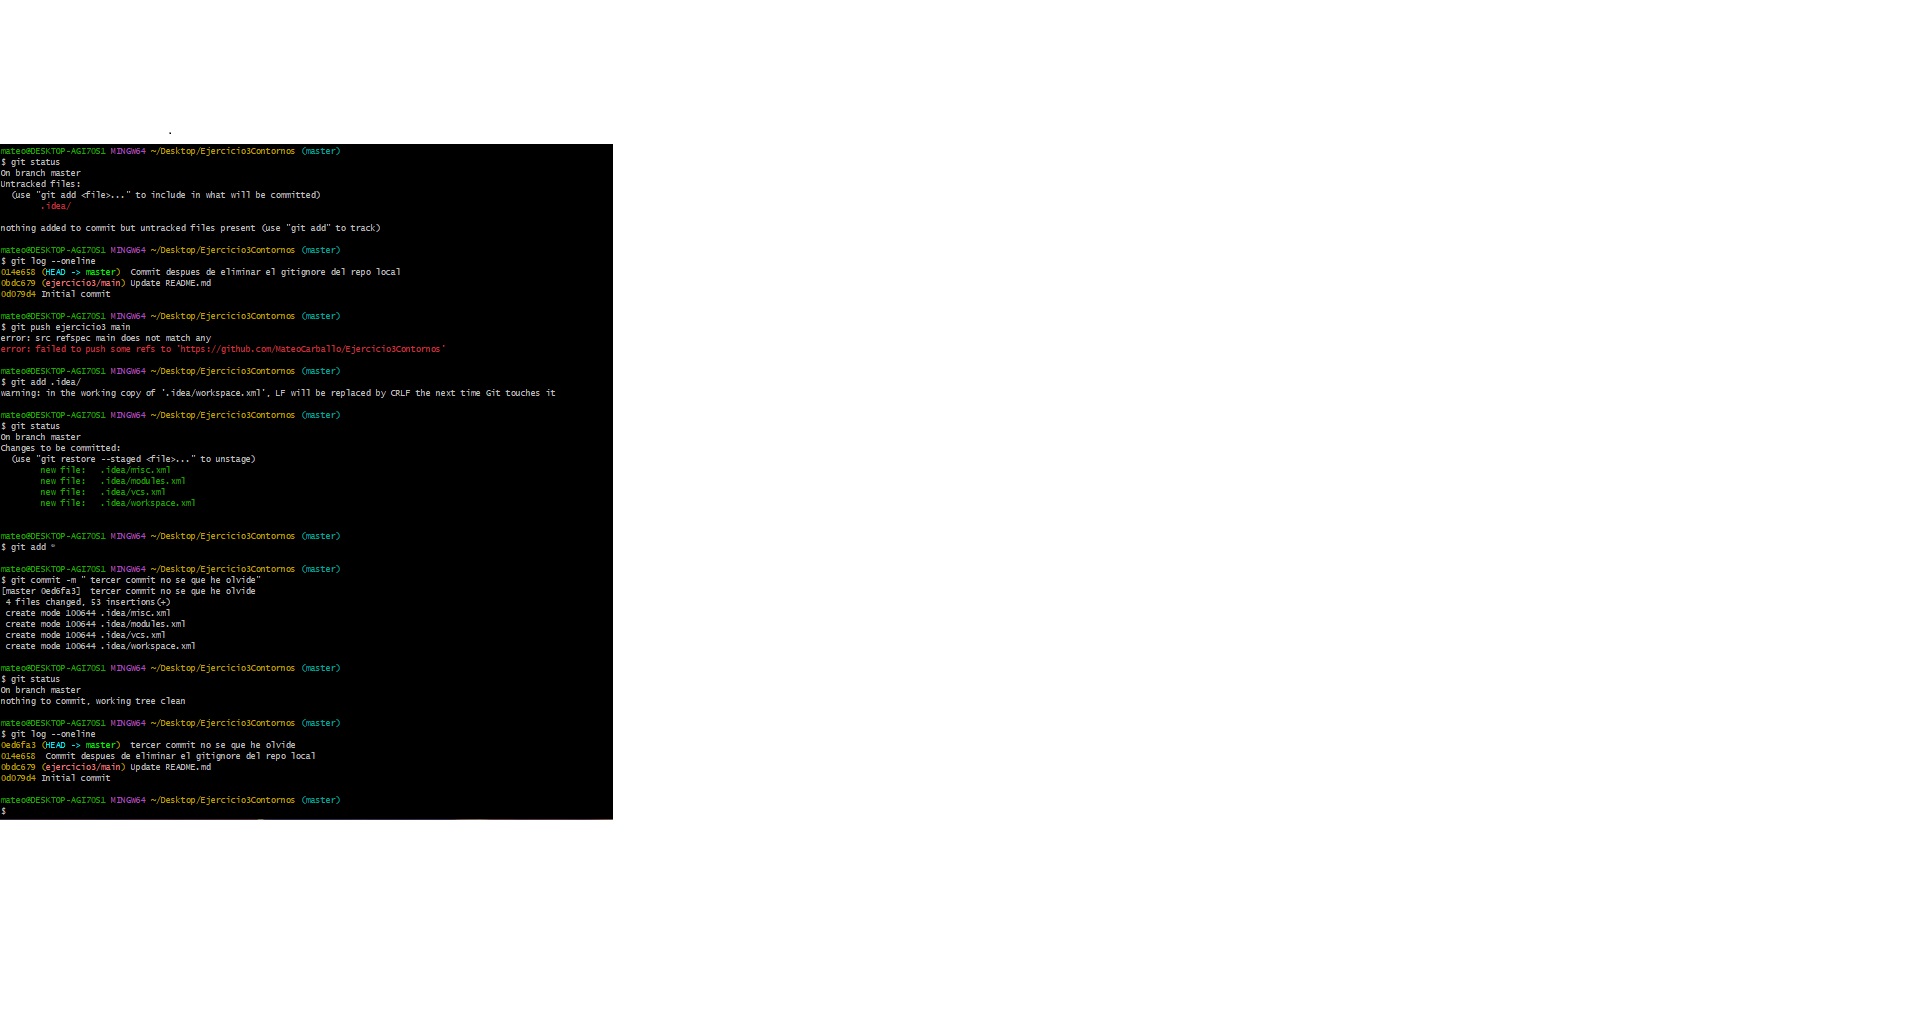 .
mateo@DESKTOP-AGI7OS1 MINGW64 ~/Desktop/Ejercicio3Contornos (master)
$ git status
On branch master
Untracked files:
  (use "git add <file>..." to include in what will be committed)
        .idea/

nothing added to commit but untracked files present (use "git add" to track)

mateo@DESKTOP-AGI7OS1 MINGW64 ~/Desktop/Ejercicio3Contornos (master)
$ git log --oneline
014e658 (HEAD -> master)  Commit despues de eliminar el gitignore del repo local
0bdc679 (ejercicio3/main) Update README.md
0d079d4 Initial commit

mateo@DESKTOP-AGI7OS1 MINGW64 ~/Desktop/Ejercicio3Contornos (master)
$ git push ejercicio3 main
error: src refspec main does not match any
error: failed to push some refs to 'https://github.com/MateoCarballo/Ejercicio3Contornos'

mateo@DESKTOP-AGI7OS1 MINGW64 ~/Desktop/Ejercicio3Contornos (master)
$ git add .idea/
warning: in the working copy of '.idea/workspace.xml', LF will be replaced by CRLF the next time Git touches it

mateo@DESKTOP-AGI7OS1 MINGW64 ~/Desktop/Ejercicio3Contornos (master)
$ git status
On branch master
Changes to be committed:
  (use "git restore --staged <file>..." to unstage)
        new file:   .idea/misc.xml
        new file:   .idea/modules.xml
        new file:   .idea/vcs.xml
        new file:   .idea/workspace.xml


mateo@DESKTOP-AGI7OS1 MINGW64 ~/Desktop/Ejercicio3Contornos (master)
$ git add *

mateo@DESKTOP-AGI7OS1 MINGW64 ~/Desktop/Ejercicio3Contornos (master)
$ git commit -m " tercer commit no se que he olvide"
[master 0ed6fa3]  tercer commit no se que he olvide
 4 files changed, 53 insertions(+)
 create mode 100644 .idea/misc.xml
 create mode 100644 .idea/modules.xml
 create mode 100644 .idea/vcs.xml
 create mode 100644 .idea/workspace.xml

mateo@DESKTOP-AGI7OS1 MINGW64 ~/Desktop/Ejercicio3Contornos (master)
$ git status
On branch master
nothing to commit, working tree clean

mateo@DESKTOP-AGI7OS1 MINGW64 ~/Desktop/Ejercicio3Contornos (master)
$ git log --oneline
0ed6fa3 (HEAD -> master)  tercer commit no se que he olvide
014e658  Commit despues de eliminar el gitignore del repo local
0bdc679 (ejercicio3/main) Update README.md
0d079d4 Initial commit

mateo@DESKTOP-AGI7OS1 MINGW64 ~/Desktop/Ejercicio3Contornos (master)
$